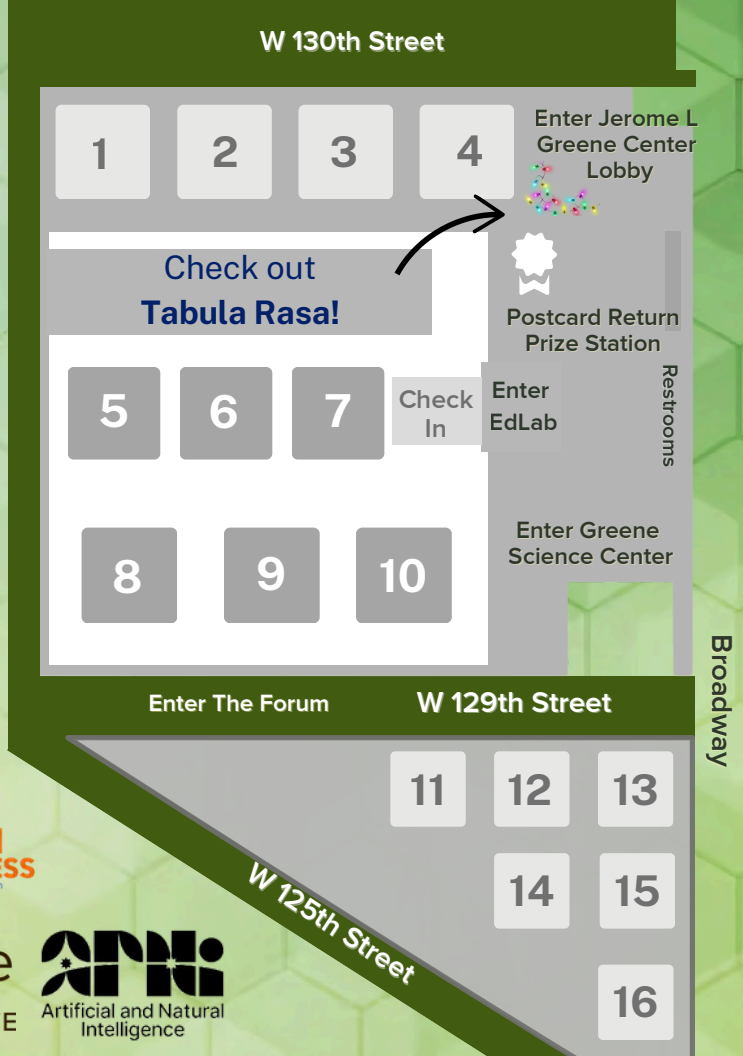 W 130th Street
1
2
3
4
Enter Jerome L
Greene Center
Lobby
Check out
Tabula Rasa!
Postcard Return
Prize Station
5
6
7
Check
In
Enter
EdLab
Restrooms
8
9
10
Enter Greene
Science Center
Broadway
Enter The Forum
W 129th Street
11
12
13
14
15
16
W 125th Street
ESS
e
E
Artificial and Natural
Intelligence